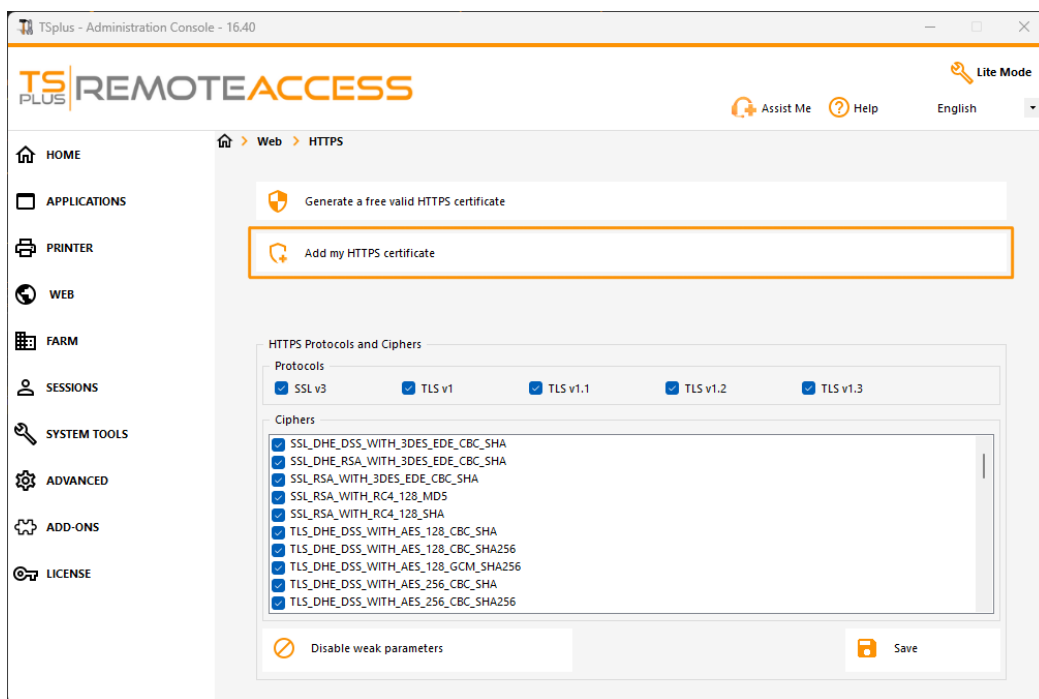 TSplus - Administration Console - 16.40
TS PLUS REMOTEACCESS
Lite Mode
Assist Me
Help
English
HOME
APPLICATIONS
PRINTER
WEB
FARM
SESSIONS
SYSTEM TOOLS
ADVANCED
ADD-ONS
LICENSE
Web > HTTPS
Generate a free valid HTTPS certificate
Add my HTTPS certificate
HTTPS Protocols and Ciphers
Protocols
SSL v3
TLS v1
TLS v1.1
TLS v1.2
TLS v1.3
Ciphers
SSL_DHE_DSS_WITH_3DES_EDE_CBC_SHA
SSL_DHE_RSA_WITH_3DES_EDE_CBC_SHA
SSL_RSA_WITH_3DES_EDE_CBC_SHA
SSL_RSA_WITH_RC4_128_MD5
SSL_RSA_WITH_RC4_128_SHA
TLS_DHE_DSS_WITH_AES_128_CBC_SHA
TLS_DHE_DSS_WITH_AES_128_CBC_SHA256
TLS_DHE_DSS_WITH_AES_128_GCM_SHA256
TLS_DHE_DSS_WITH_AES_256_CBC_SHA
TLS_DHE_DSS_WITH_AES_256_CBC_SHA256
Disable weak parameters
Save